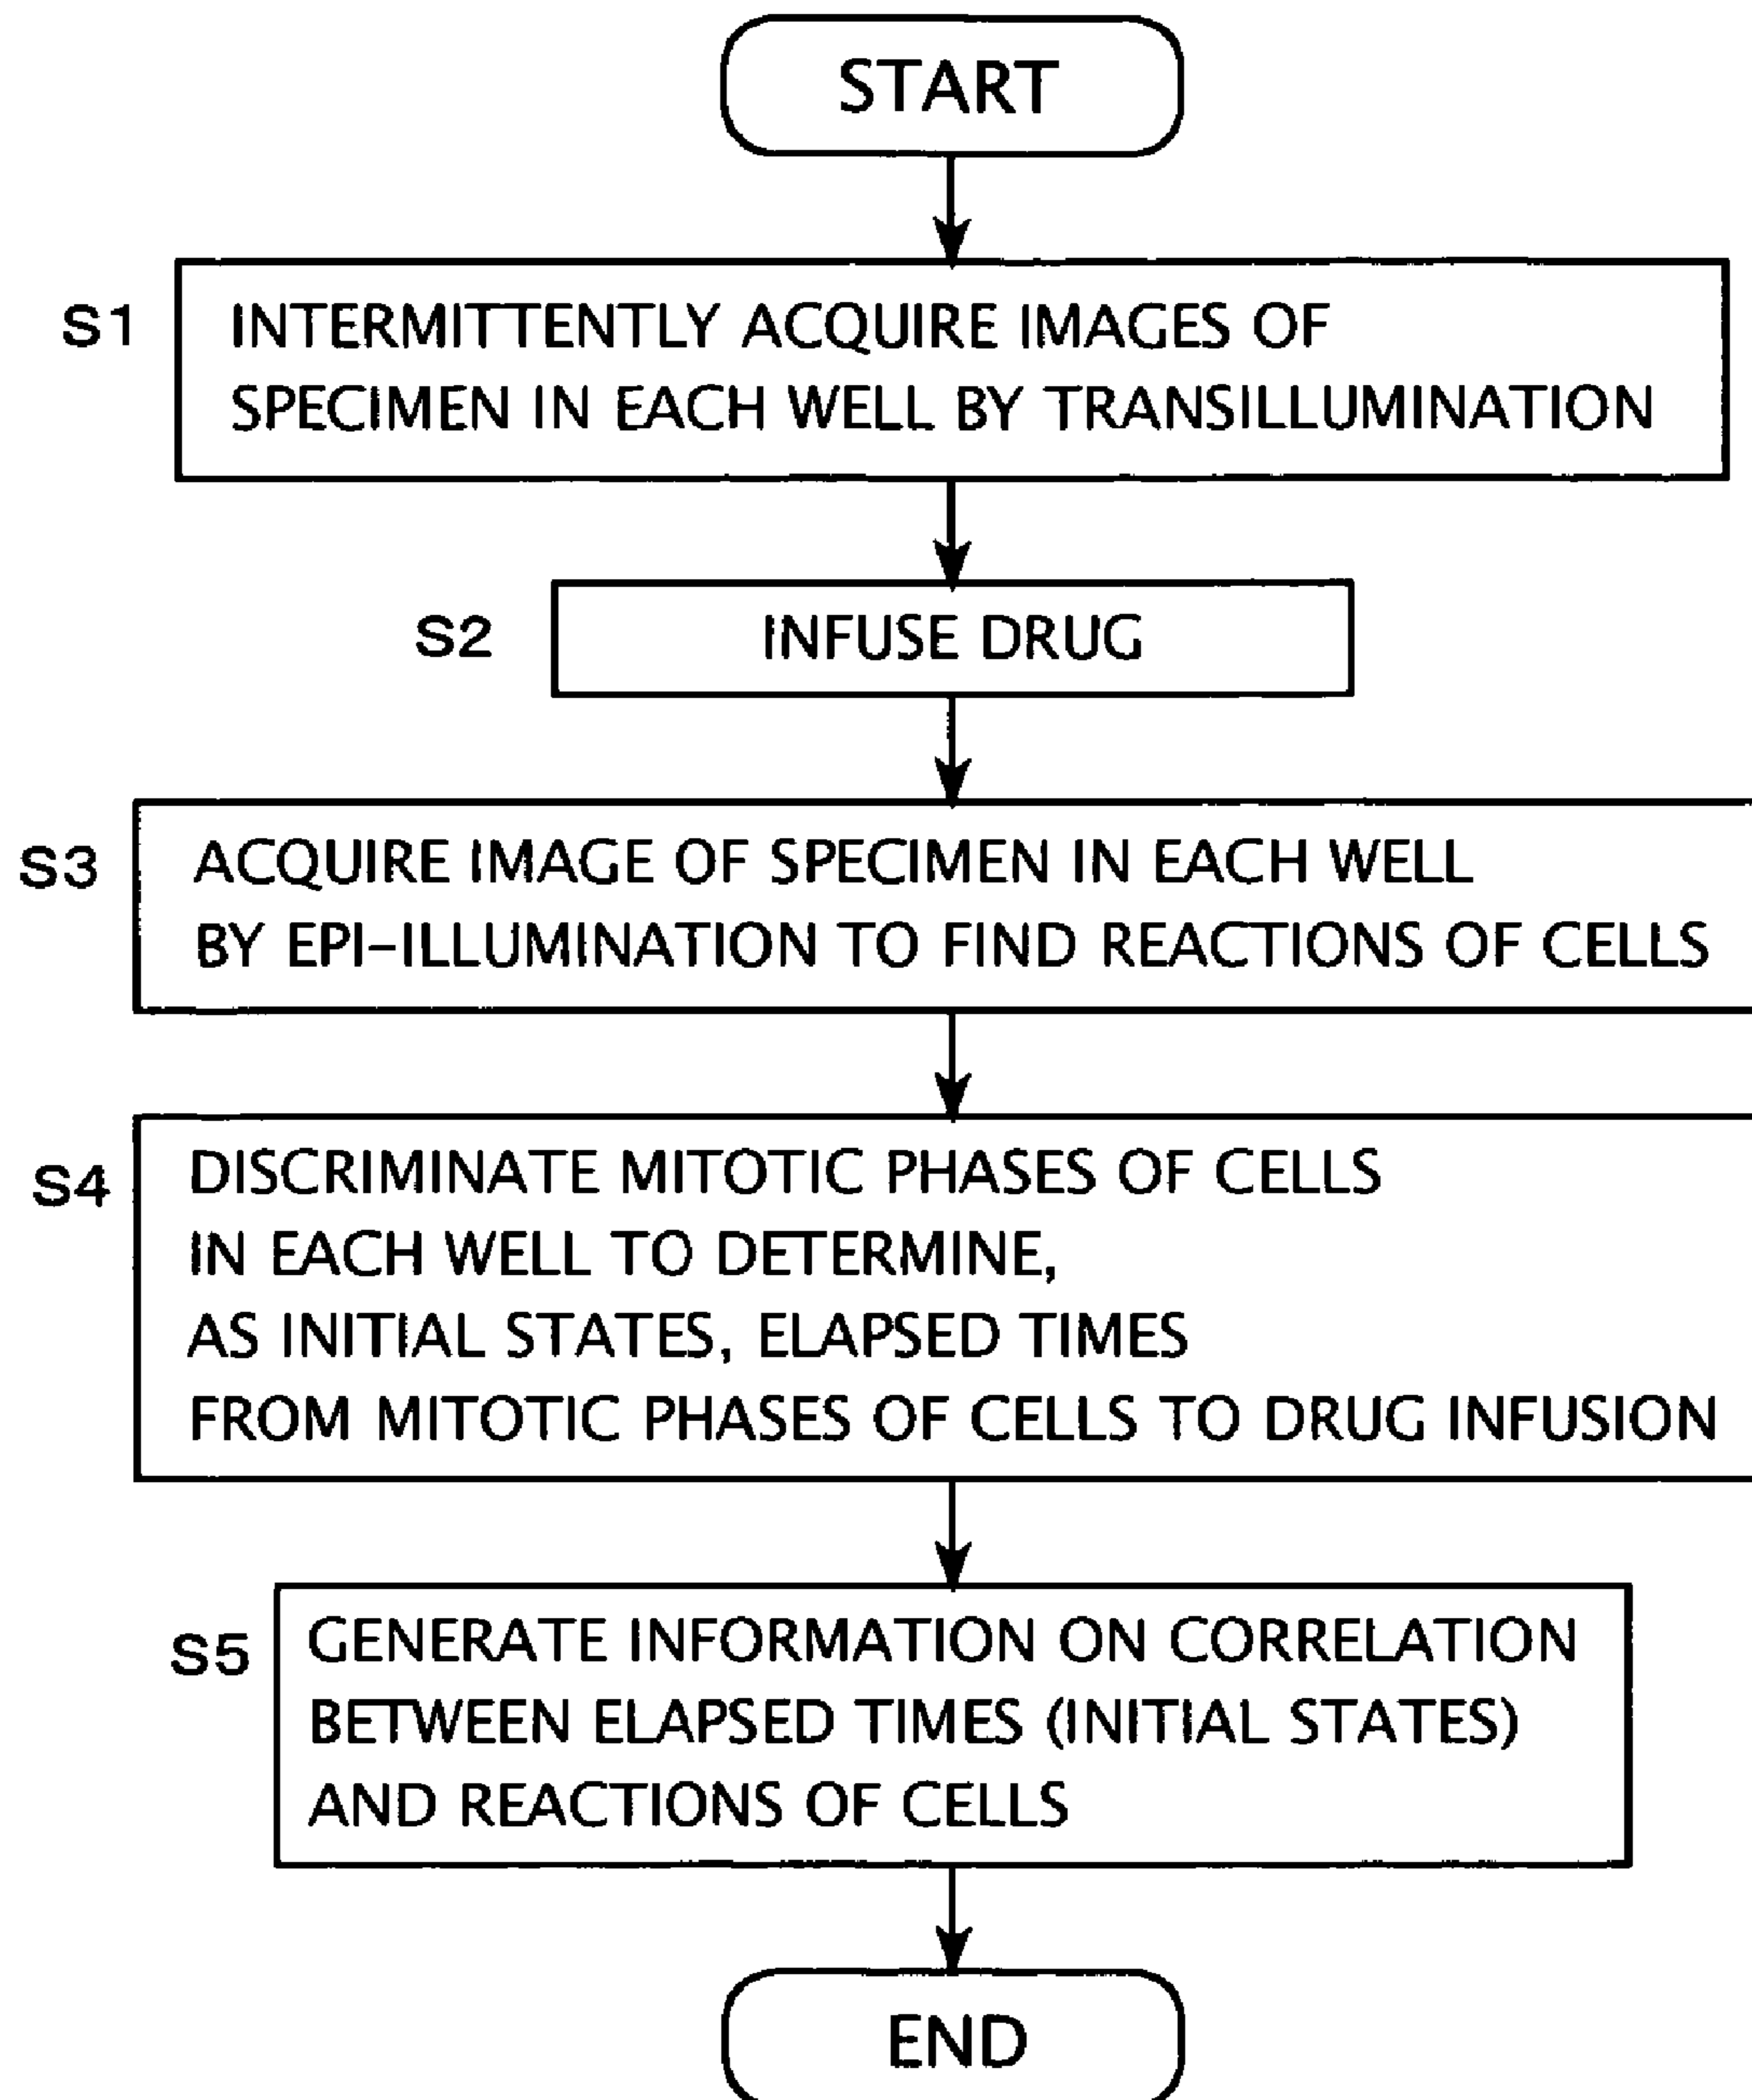 START
S1
INTERMITTENTLY ACQUIRE IMAGES OF
SPECIMEN IN EACH WELL BY TRANSILLUMINATION
S2
INFUSE DRUG
S3
ACQUIRE IMAGE OF SPECIMEN IN EACH WELL
BY EPI-ILLUMINATION TO FIND REACTIONS OF CELLS
S4
DISCRIMINATE MITOTIC PHASES OF CELLS
IN EACH WELL TO DETERMINE,
AS INITIAL STATES, ELAPSED TIMES
FROM MITOTIC PHASES OF CELLS TO DRUG INFUSION
S5
GENERATE INFORMATION ON CORRELATION
BETWEEN ELAPSED TIMES (INITIAL STATES)
AND REACTIONS OF CELLS
END